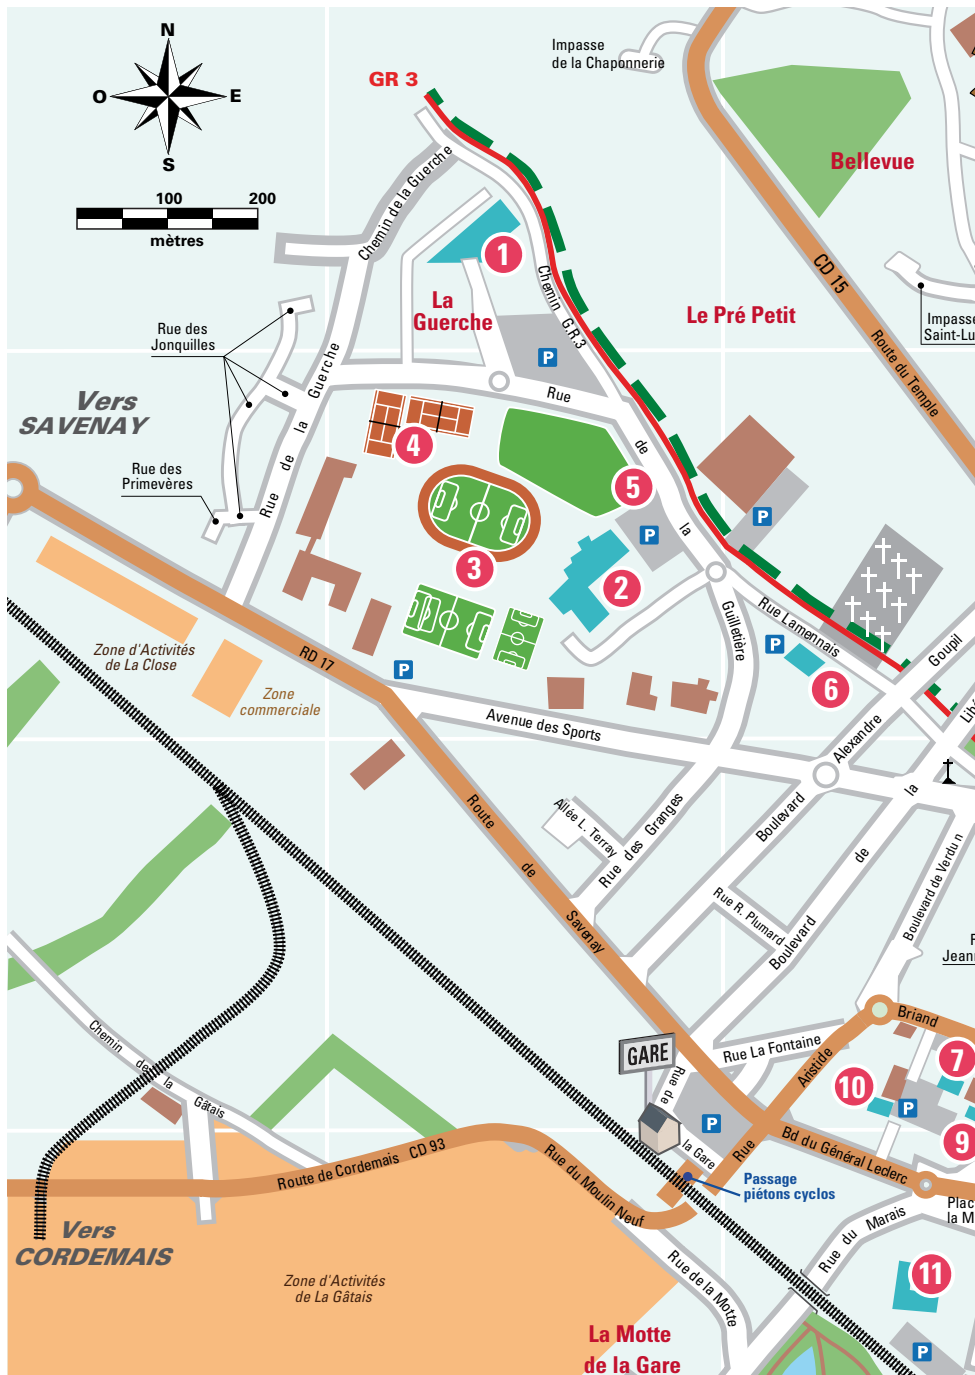 N
O
E
S
100
200
mètres
GR 3
Impasse
de la Chaponnerie
Bellevue
CD 15
Route du Temple
Impasse
Saint-Lu
Chemin de la Guerche
1
La
Guerche
Chemin G.R.3
Le Pré Petit
Rue des
Jonquilles
P
Rue de la Guerche
Rue de la Guilletière
Vers
SAVENAY
4
Rue des
Primevères
5
P
P
3
2
Rue Lamennais
Zone d'Activités
de La Close
RD 17
P
Zone
commerciale
P
6
Boulevard Alexandre Goupil
Avenue des Sports
Boulevard de la Libé
Route de Savenay
Allée L. Terray
Rue des Granges
Rue R. Plumard
Boulevard de Verdun
R
Jeann
Chemin de la Gâtais
GARE
Rue La Fontaine
Rue Aristide Briand
7
10
P
9
Rue de la Gare
P
Bd du Général Leclerc
Route de Cordemais CD 93
Rue du Moulin Neuf
Passage
piétons cyclos
Plac
la M
Vers
CORDEMAIS
Rue du Marais
Zone d'Activités
de La Gâtais
Rue de la Motte
11
La Motte
de la Gare
P